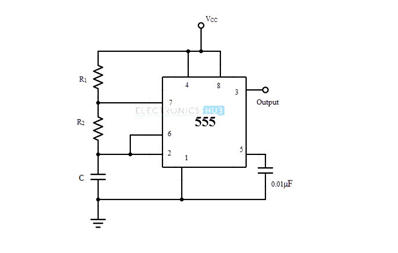 Vcc
R1
4
8
3
7
Output
ELECTRONICS HUB
R2
555
6
2
1
5
C
0.01µF